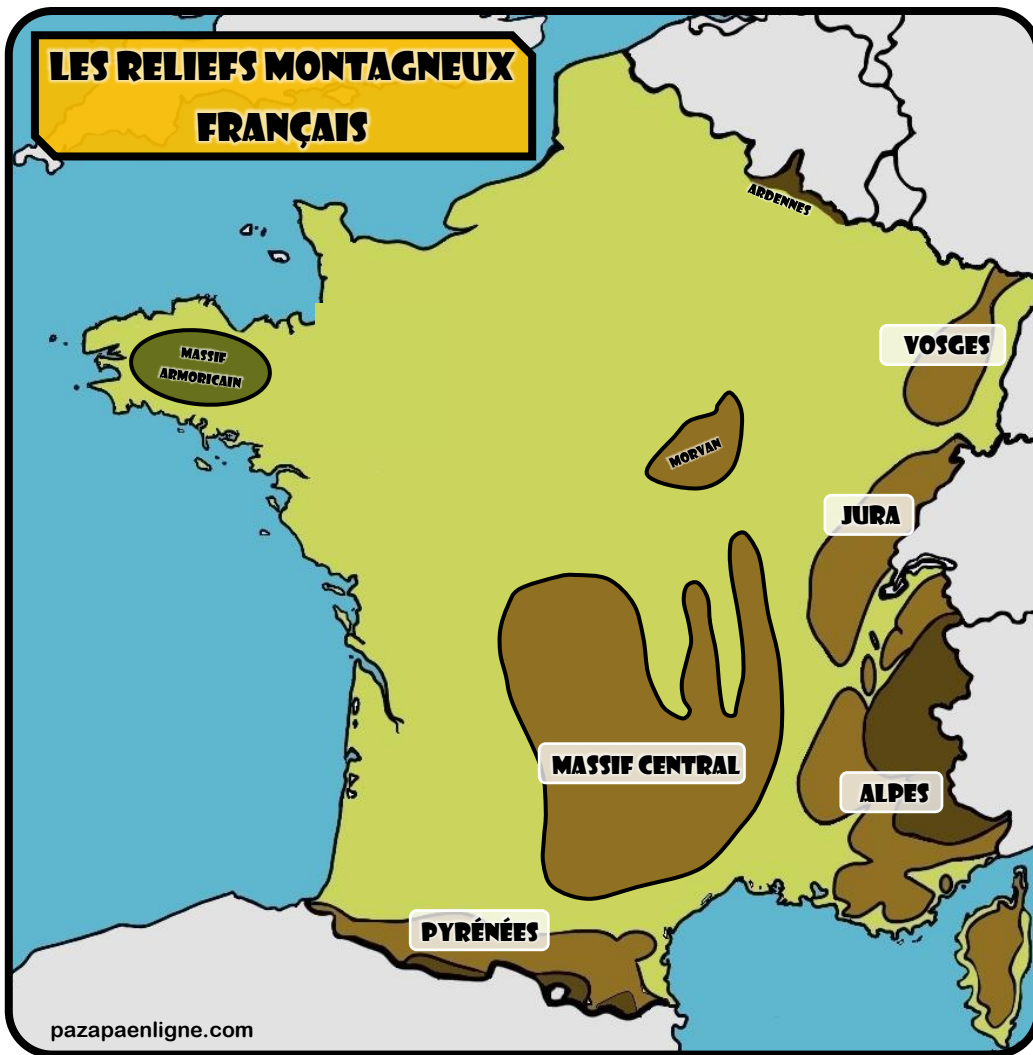 LES RELIEFS MONTAGNEUX
FRANÇAIS
ARDENNES
VOSGES
MASSIF
ARMORICAIN
MORVAN
JURA
MASSIF CENTRAL
ALPES
PYRÉNÉES
pazapaenligne.com